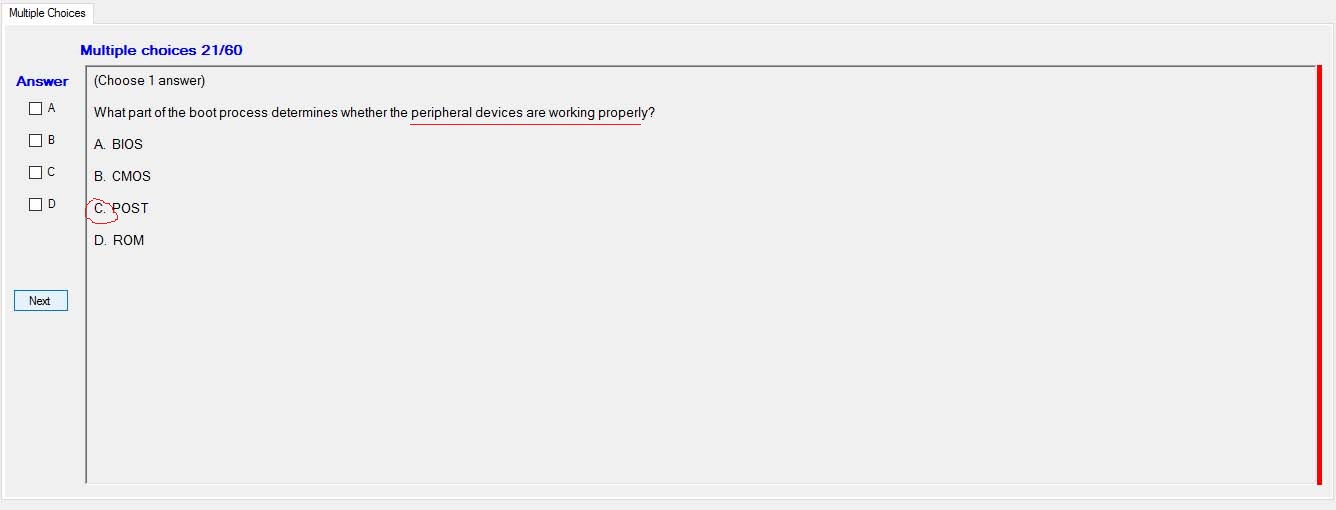 Multiple Choices
Multiple choices 21/60
Answer
(Choose 1 answer)
A
What part of the boot process determines whether the peripheral devices are working properly?
B
A. BIOS
C
B. CMOS
D
C. POST
D. ROM
Next